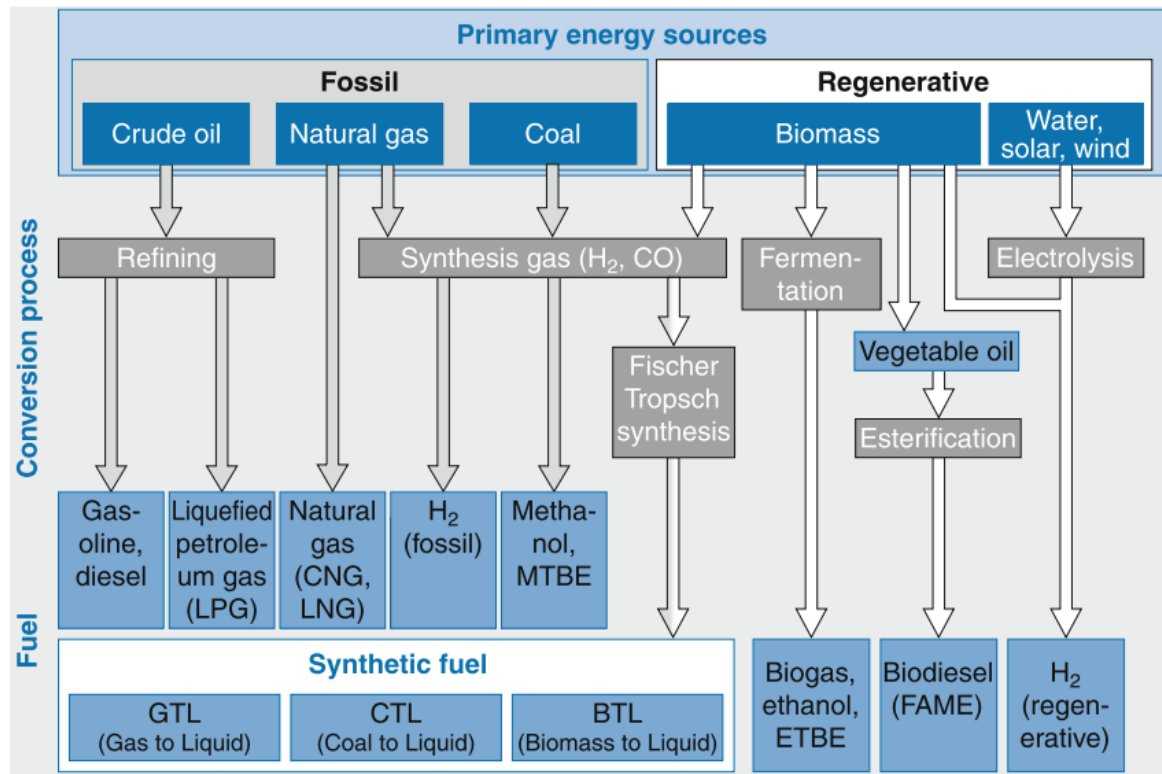 Primary energy sources
Fossil
Regenerative
Crude oil
Natural gas
Coal
Biomass
Water,
solar, wind
Conversion process
Refining
Synthesis gas (H₂, CO)
Fermen-
tation
Electrolysis
Vegetable oil
Fischer
Tropsch
synthesis
Esterification
Fuel
Gas-
oline,
diesel
Liquefied
petrole-
um gas
(LPG)
Natural
gas
(CNG,
LNG)
H₂
(fossil)
Metha-
nol,
MTBE
Synthetic fuel
GTL
(Gas to Liquid)
CTL
(Coal to Liquid)
BTL
(Biomass to Liquid)
Biogas,
ethanol,
ETBE
Biodiesel
(FAME)
H₂
(regen-
erative)